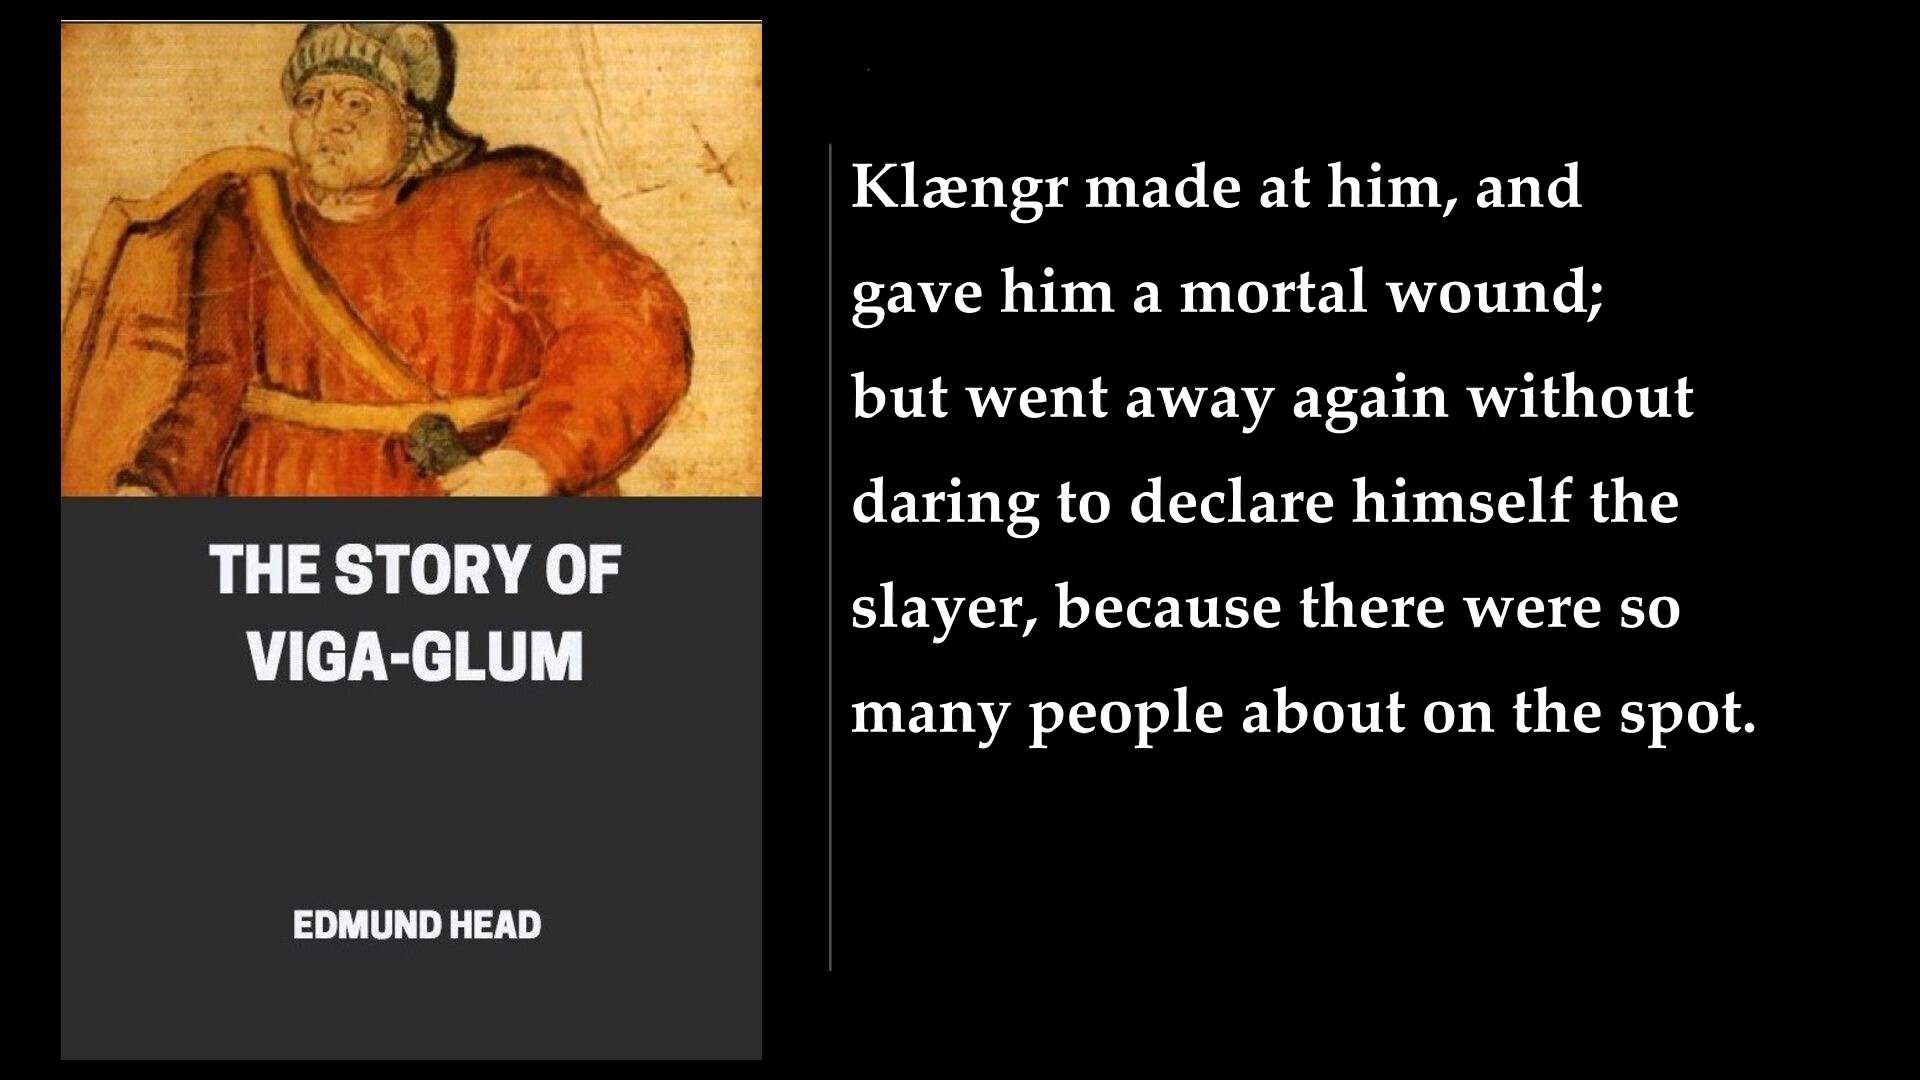 THE STORY OF
VIGA-GLUM
EDMUND HEAD
Klængr made at him, and
gave him a mortal wound;
but went away again without
daring to declare himself the
slayer, because there were so
many people about on the spot.